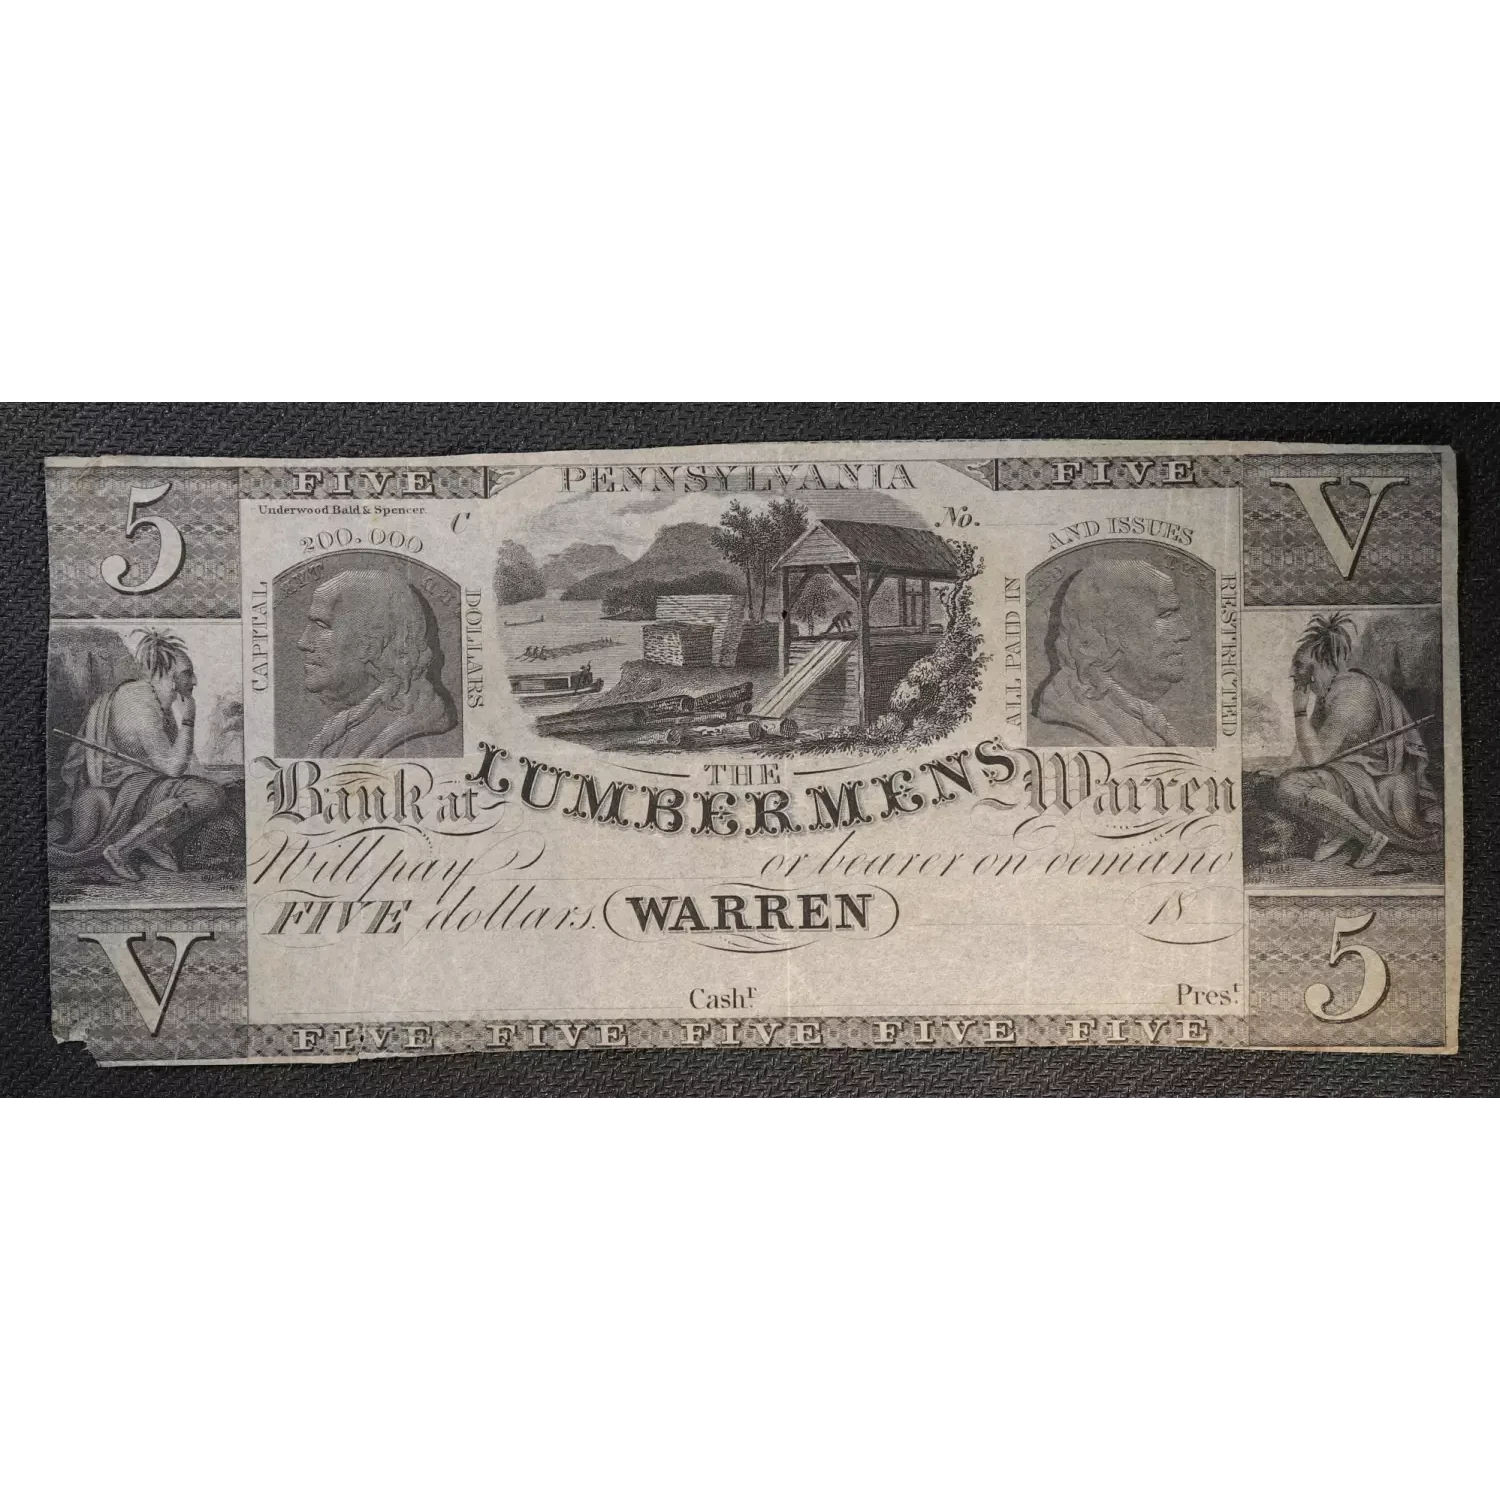 5 FIVE PENNSYLVANIA FIVE V
Underwood Bald & Spencer. C No.
CAPITAL 200,000 DOLLARS
ALL PAID IN AND ISSUES RESTRICTED
THE
LUMBERMENS
Bank at Warren
Will pay or bearer on demand
FIVE dollars. WARREN 18
V 5
Cashr. Prest.
FIVE FIVE FIVE FIVE FIVE